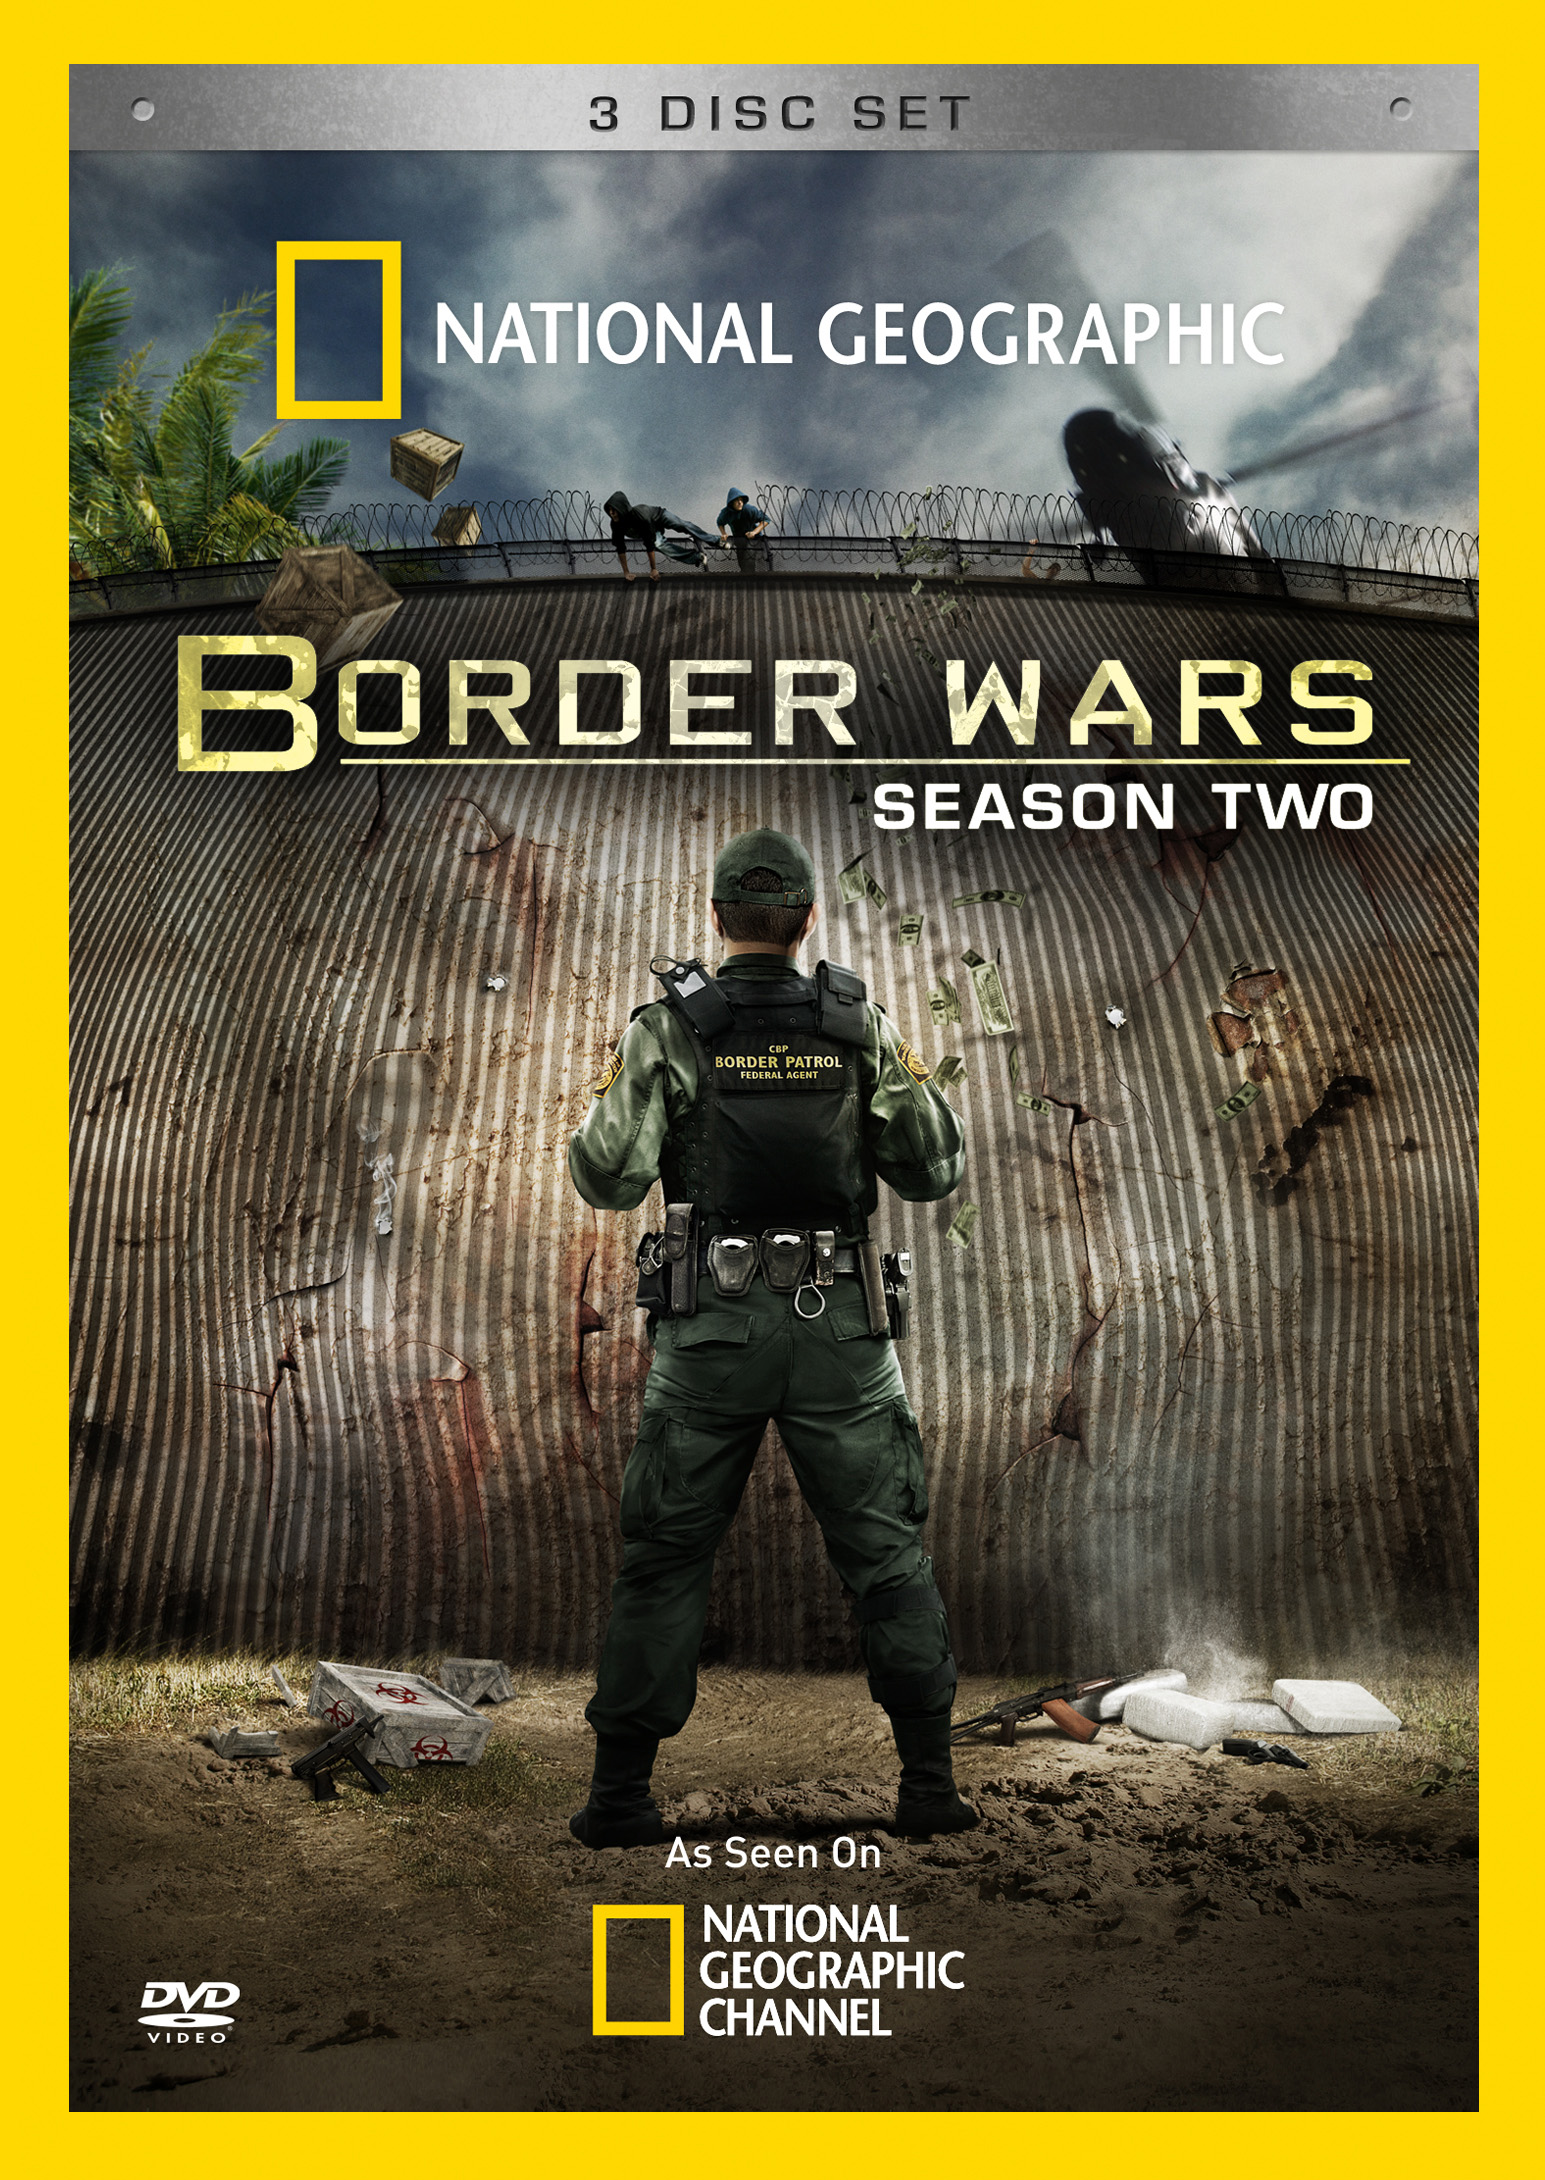 3 DISC SET
NATIONAL GEOGRAPHIC
BORDER WARS
SEASON TWO
CBP
BORDER PATROL
FEDERAL AGENT
As Seen On
NATIONAL
GEOGRAPHIC
CHANNEL
DVD
VIDEO